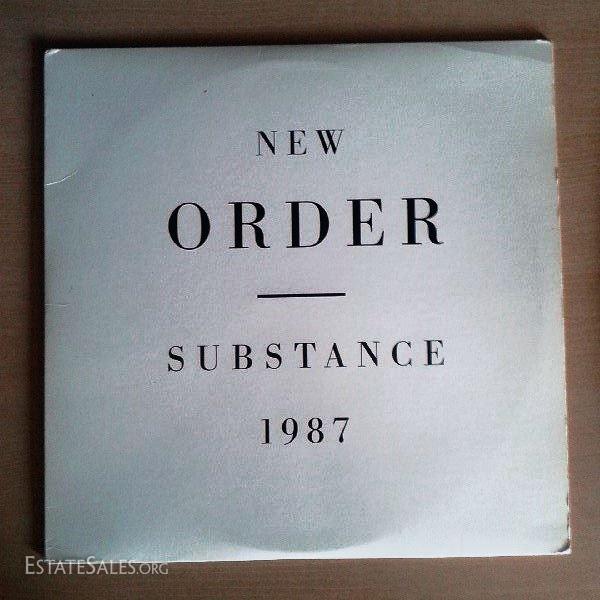 NEW
ORDER
SUBSTANCE
1987
ESTATESALES.ORG